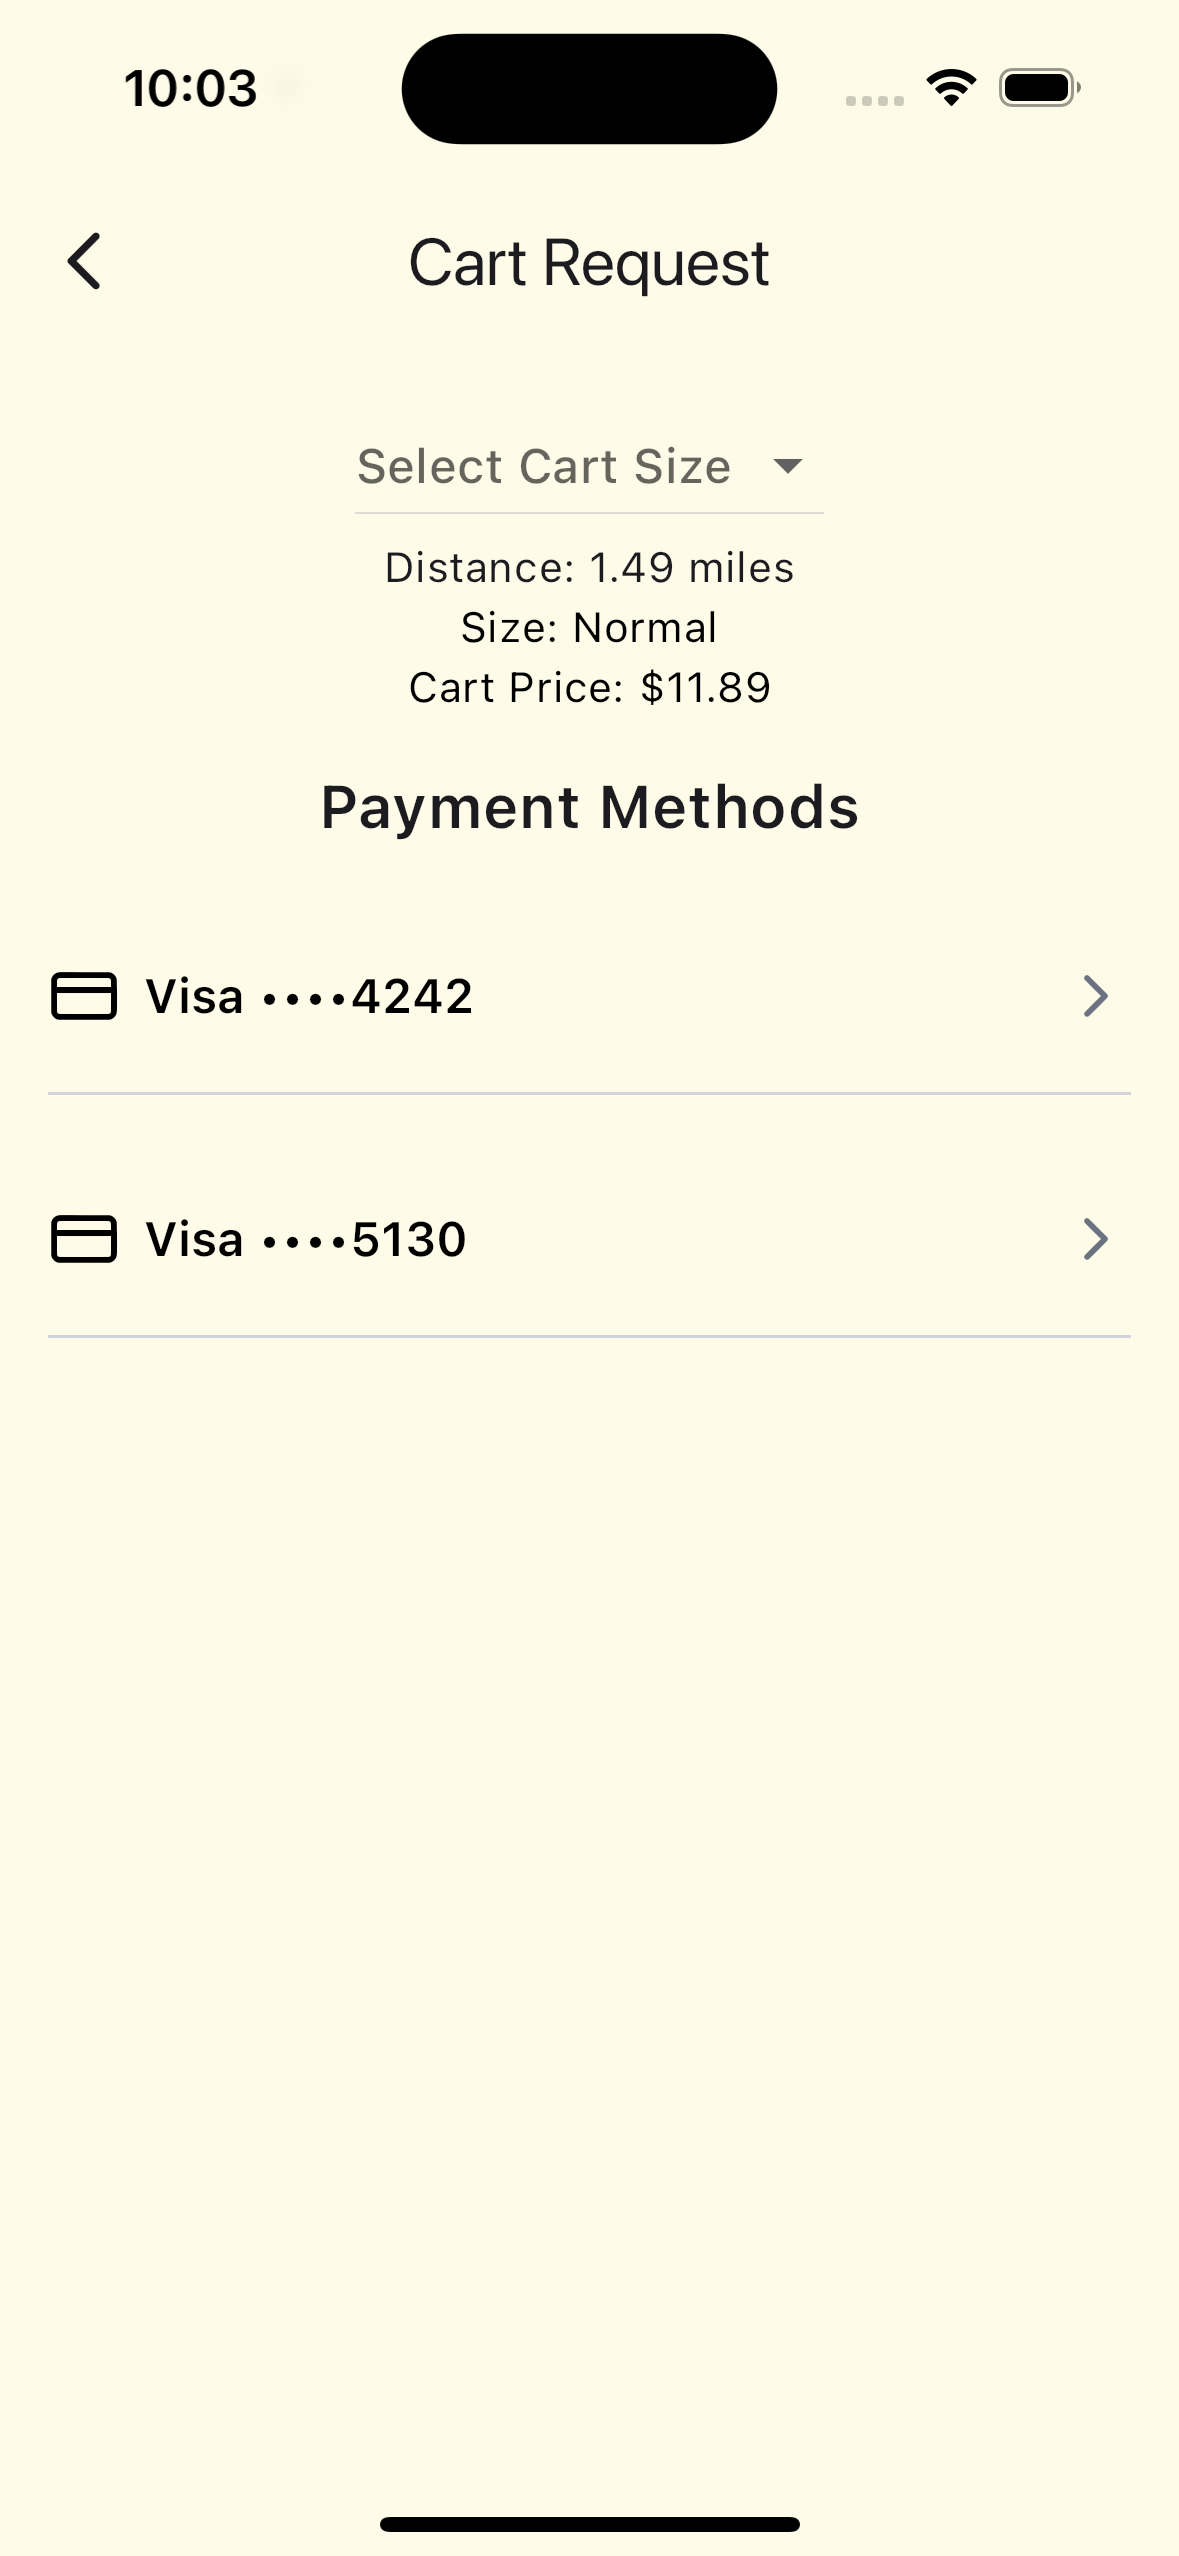 10:03
Cart Request
Select Cart Size
Distance: 1.49 miles
Size: Normal
Cart Price: $11.89
Payment Methods
Visa ••••4242
Visa ••••5130